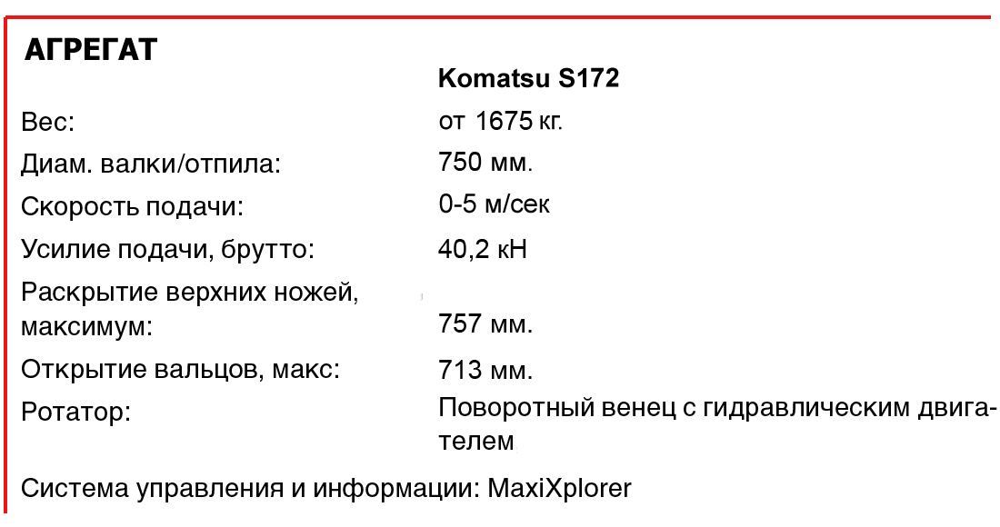 АГРЕГАТ
Komatsu S172
Вес: от 1675 кг.
Диам. валки/отпила: 750 мм.
Скорость подачи: 0-5 м/сек
Усилие подачи, брутто: 40,2 кН
Раскрытие верхних ножей,
максимум: 757 мм.
Открытие вальцов, макс: 713 мм.
Ротатор: Поворотный венец с гидравлическим двига-
телем
Система управления и информации: MaxiXplorer